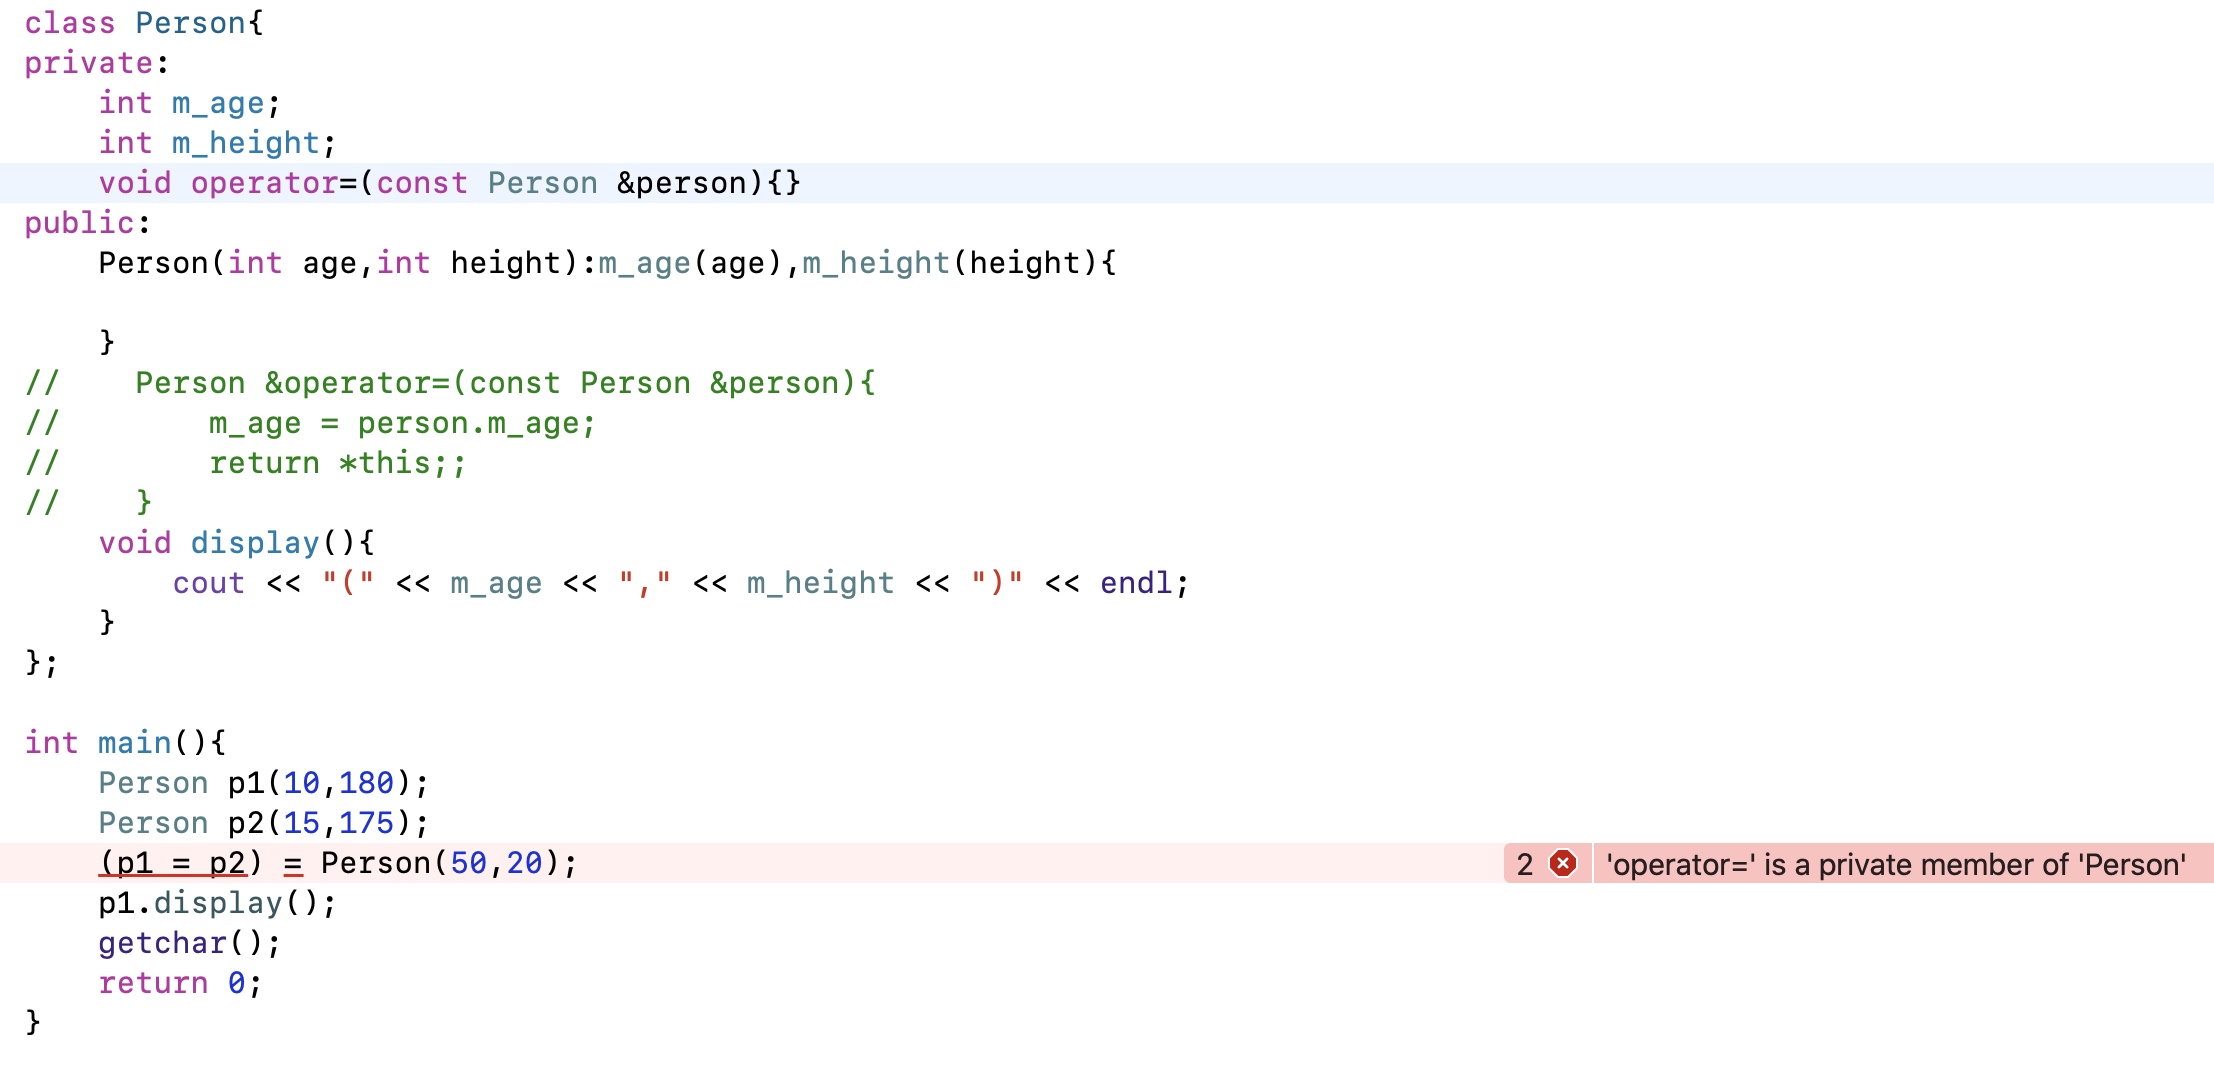 class Person{
private:
    int m_age;
    int m_height;
    void operator=(const Person &person){}
public:
    Person(int age,int height):m_age(age),m_height(height){
    }
//    Person &operator=(const Person &person){
//        m_age = person.m_age;
//        return *this;;
//    }
    void display(){
        cout << "(" << m_age << "," << m_height << ")" << endl;
    }
};
int main(){
    Person p1(10,180);
    Person p2(15,175);
    (p1 = p2) = Person(50,20); 2 'operator=' is a private member of 'Person'
    p1.display();
    getchar();
    return 0;
}